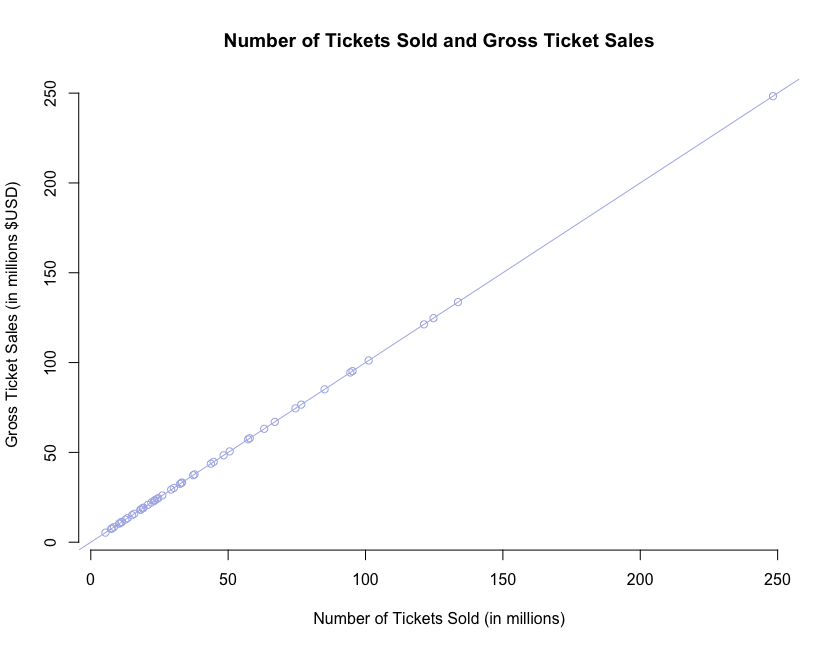 Number of Tickets Sold and Gross Ticket Sales
Gross Ticket Sales (in millions $USD)
250
200
150
100
50
0
0 50 100 150 200 250
Number of Tickets Sold (in millions)